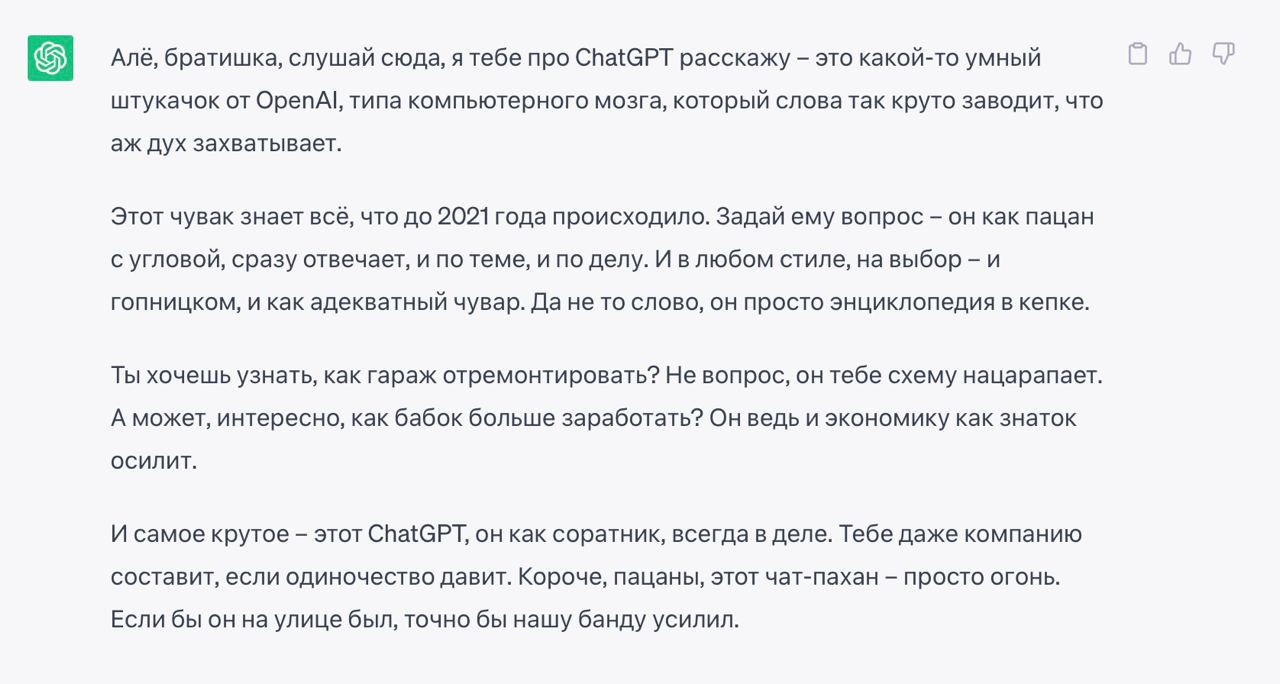 Алё, братишка, слушай сюда, я тебе про ChatGPT расскажу – это какой-то умный
штукачок от OpenAI, типа компьютерного мозга, который слова так круто заводит, что
аж дух захватывает.
Этот чувак знает всё, что до 2021 года происходило. Задай ему вопрос – он как пацан
с угловой, сразу отвечает, и по теме, и по делу. И в любом стиле, на выбор – и
гопницком, и как адекватный чувар. Да не то слово, он просто энциклопедия в кепке.
Ты хочешь узнать, как гараж отремонтировать? Не вопрос, он тебе схему нацарапает.
А может, интересно, как бабок больше заработать? Он ведь и экономику как знаток
осилит.
И самое крутое – этот ChatGPT, он как соратник, всегда в деле. Тебе даже компанию
составит, если одиночество давит. Короче, пацаны, этот чат-пахан – просто огонь.
Если бы он на улице был, точно бы нашу банду усилил.